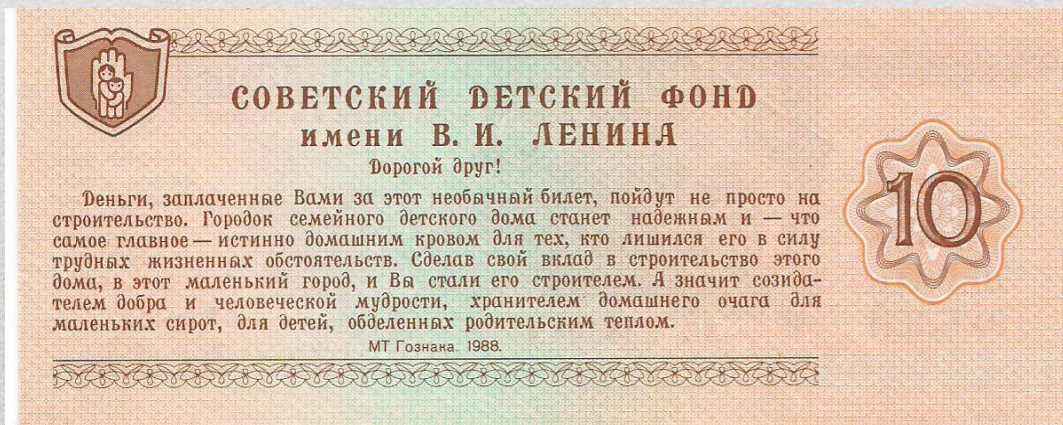 СОВЕТСКИЙ ДЕТСКИЙ ФОНД
имени В. И. ЛЕНИНА
Дорогой друг!
Деньги, заплаченные Вами за этот необычный билет, пойдут не просто на
строительство. Городок семейного детского дома станет надежным и — что
самое главное — истинно домашним кровом для тех, кто лишился его в силу
трудных жизненных обстоятельств. Сделав свой вклад в строительство этого
дома, в этот маленький город, и Вы стали его строителем. А значит созида-
телем добра и человеческой мудрости, хранителем домашнего очага для
маленьких сирот, для детей, обделенных родительским теплом.
МТ Гознака. 1988.
10